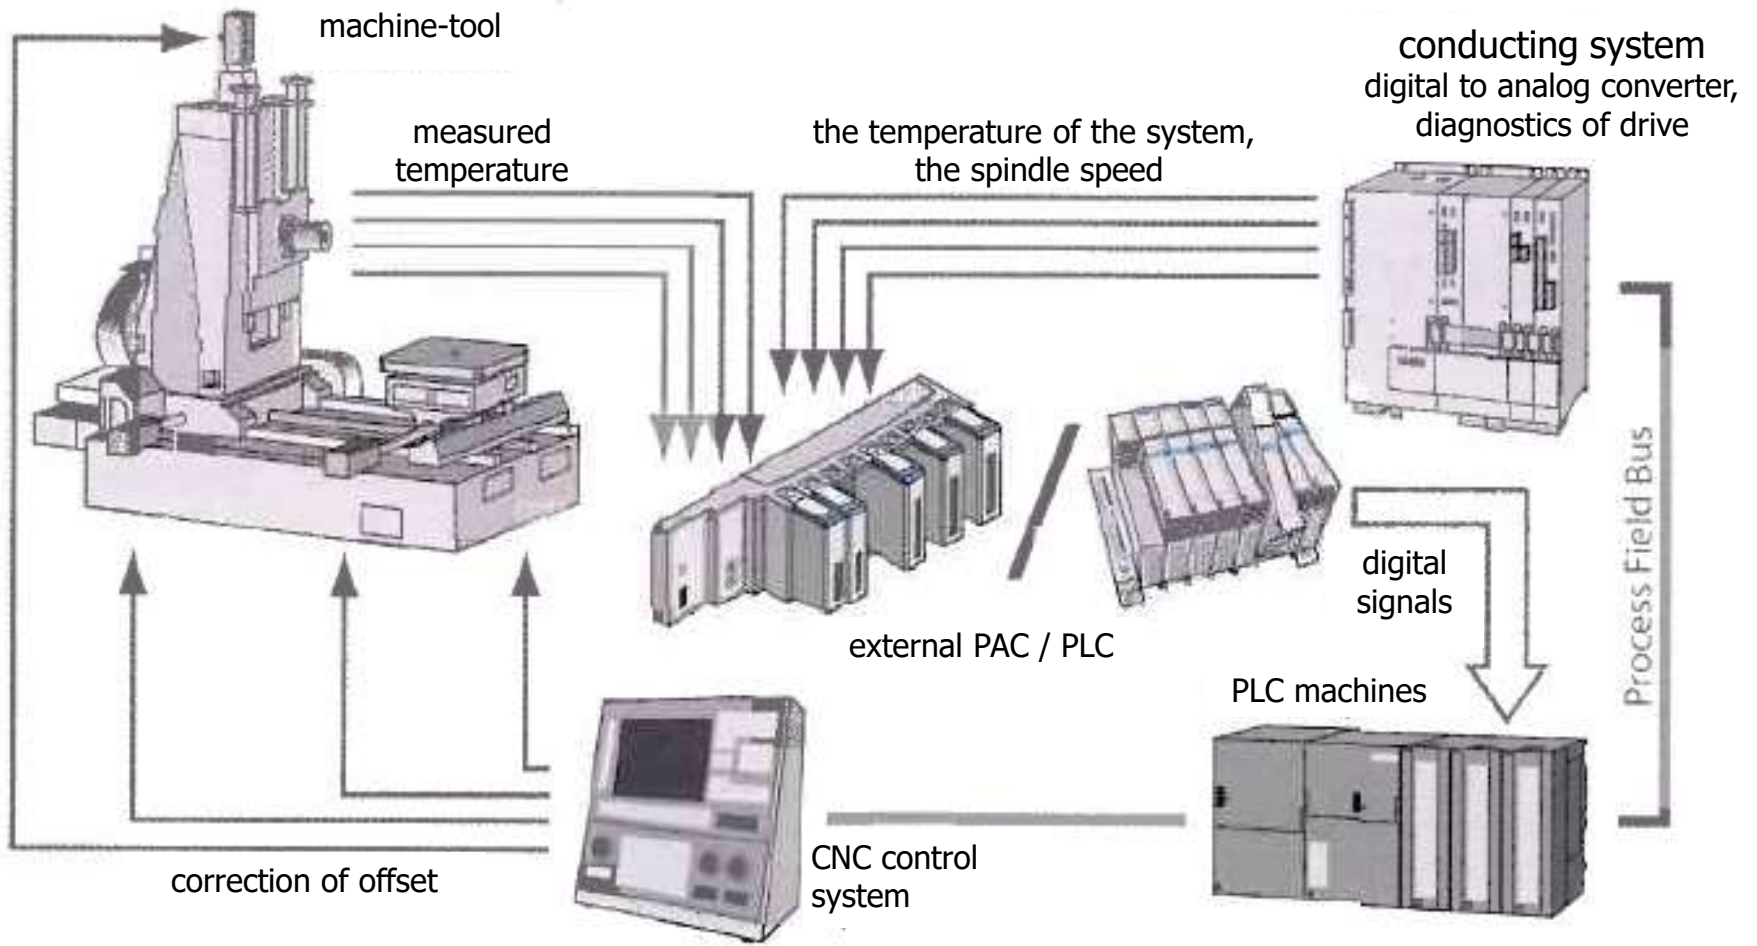 machine-tool
conducting system
digital to analog converter,
diagnostics of drive
measured
temperature
the temperature of the system,
the spindle speed
Process Field Bus
digital
signals
external PAC / PLC
PLC machines
CNC control
system
correction of offset